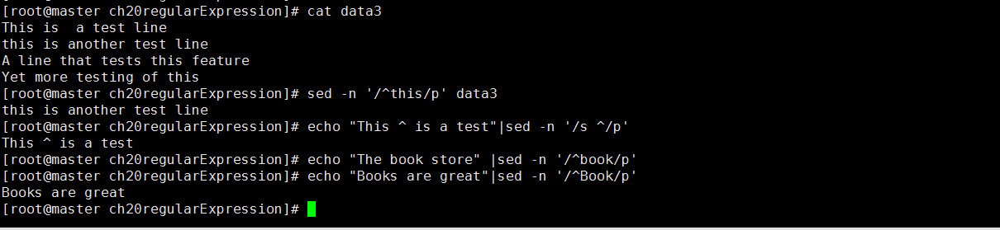 [root@master ch20regularExpression]# cat data3
This is  a test line
this is another test line
A line that tests this feature
Yet more testing of this
[root@master ch20regularExpression]# sed -n '/^this/p' data3
this is another test line
[root@master ch20regularExpression]# echo "This ^ is a test"|sed -n '/s ^/p'
This ^ is a test
[root@master ch20regularExpression]# echo "The book store" |sed -n '/^book/p'
[root@master ch20regularExpression]# echo "Books are great"|sed -n '/^Book/p'
Books are great
[root@master ch20regularExpression]#